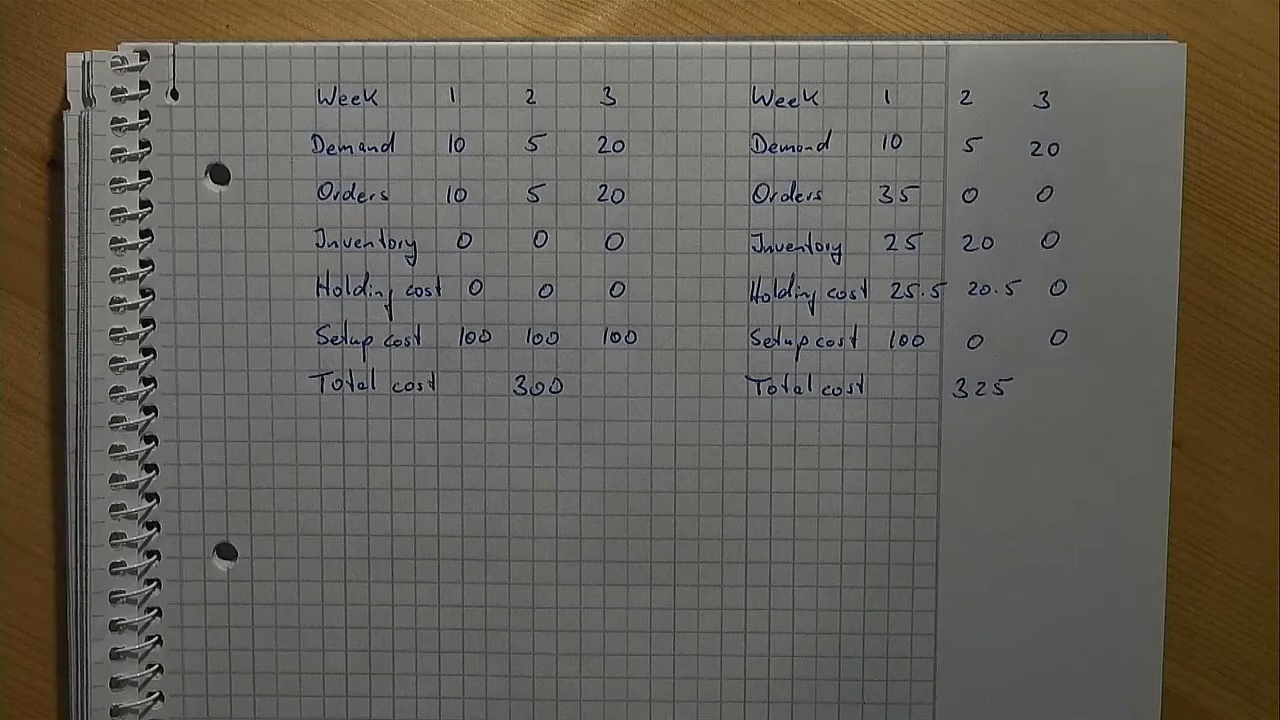 Week 1 2 3
Demand 10 5 20
Orders 10 5 20
Inventory 0 0 0
Holding cost 0 0 0
Setup cost 100 100 100
Total cost 300
Week 1 2 3
Demand 10 5 20
Orders 35 0 0
Inventory 25 20 0
Holding cost 25·5 20·5 0
Setup cost 100 0 0
Total cost 325